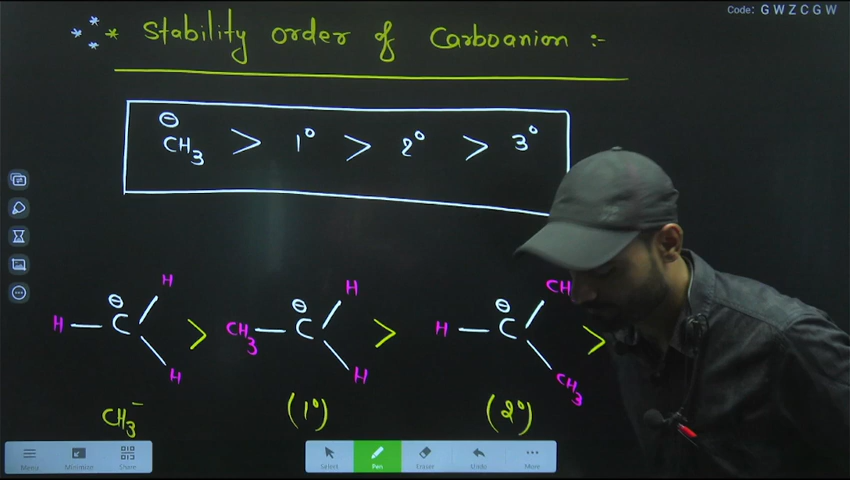 Code: G W Z C G W
Stability order of Carboanion :-
CH3⊖ > 1° > 2° > 3°
H H CH
H — C⊖ > CH3 — C⊖ > H — C⊖ >
H H CH3
CH3⁻ (1°) (2°)
Menu Minimize Share Select Pen Eraser Undo More